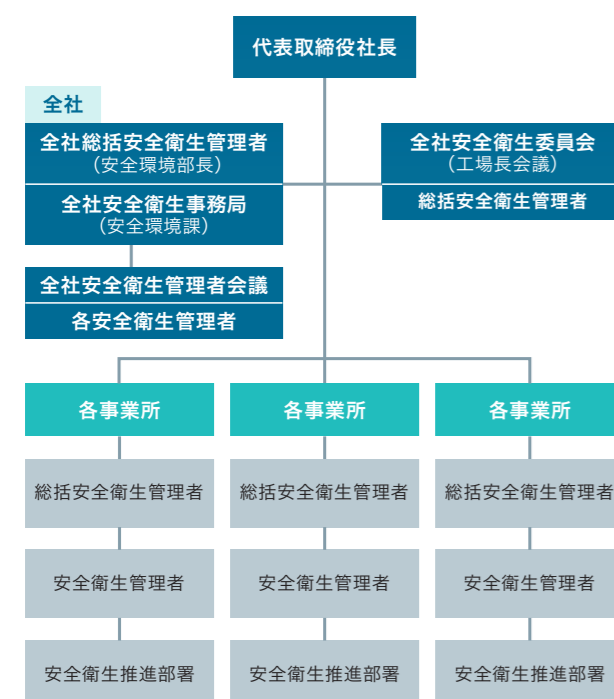 代表取締役社長
全社
全社総括安全衛生管理者
（安全環境部長）
全社安全衛生事務局
（安全環境課）
全社安全衛生委員会
（工場長会議）
総括安全衛生管理者
全社安全衛生管理者会議
各安全衛生管理者
各事業所
各事業所
各事業所
総括安全衛生管理者
総括安全衛生管理者
総括安全衛生管理者
安全衛生管理者
安全衛生管理者
安全衛生管理者
安全衛生推進部署
安全衛生推進部署
安全衛生推進部署